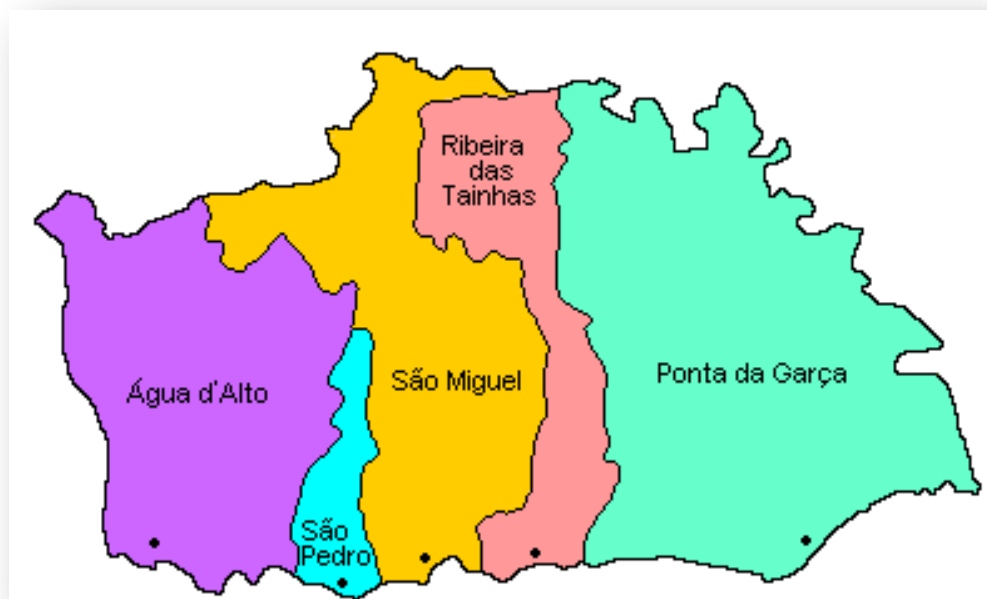 Ribeira
das
Tainhas
Água d'Alto
São Miguel
Ponta da Garça
São
Pedro